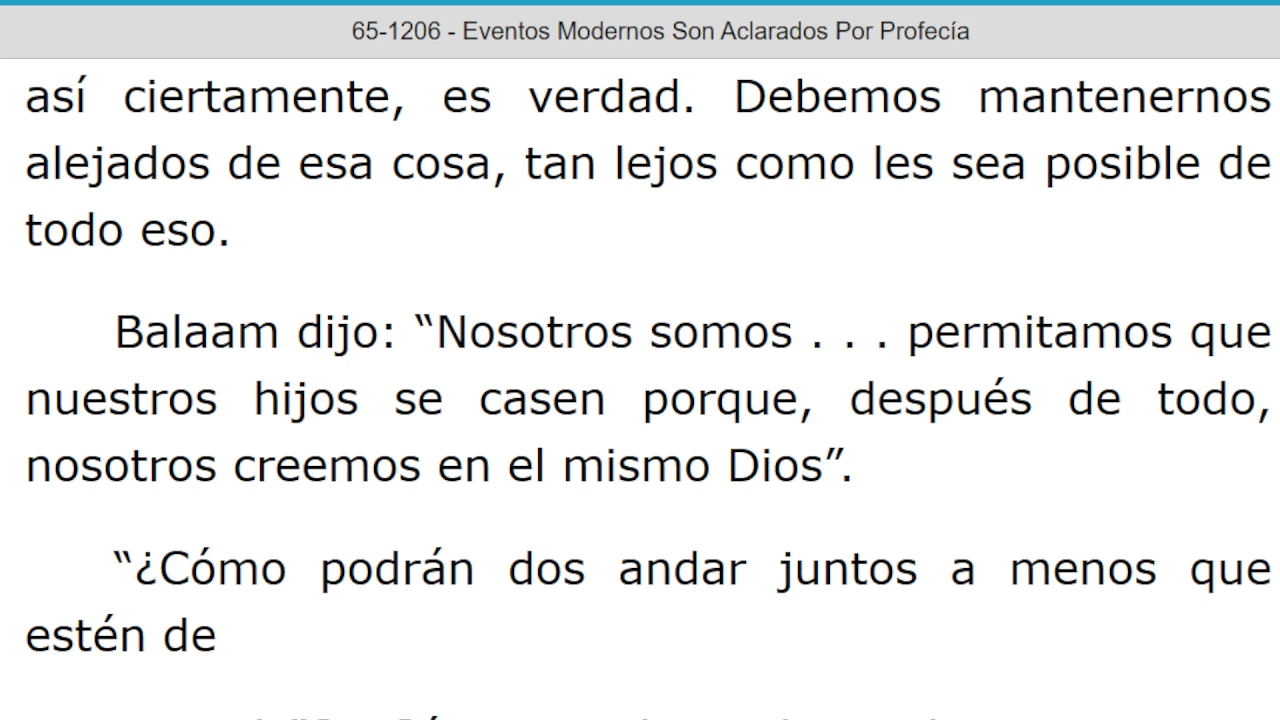 65-1206 - Eventos Modernos Son Aclarados Por Profecía
así ciertamente, es verdad. Debemos mantenernos
alejados de esa cosa, tan lejos como les sea posible de
todo eso.
Balaam dijo: “Nosotros somos . . . permitamos que
nuestros hijos se casen porque, después de todo,
nosotros creemos en el mismo Dios”.
“¿Cómo podrán dos andar juntos a menos que
estén de